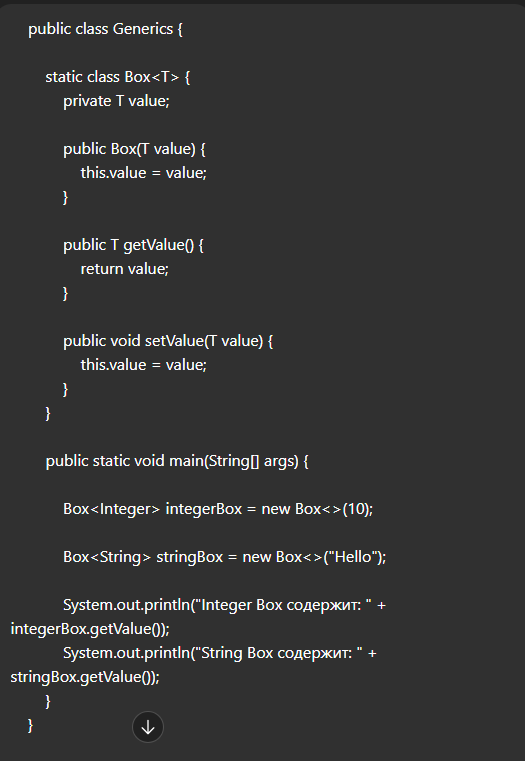 public class Generics {
static class Box<T> {
private T value;
public Box(T value) {
this.value = value;
}
public T getValue() {
return value;
}
public void setValue(T value) {
this.value = value;
}
}
public static void main(String[] args) {
Box<Integer> integerBox = new Box<>(10);
Box<String> stringBox = new Box<>("Hello");
System.out.println("Integer Box содержит: " +
integerBox.getValue());
System.out.println("String Box содержит: " +
stringBox.getValue());
}
}